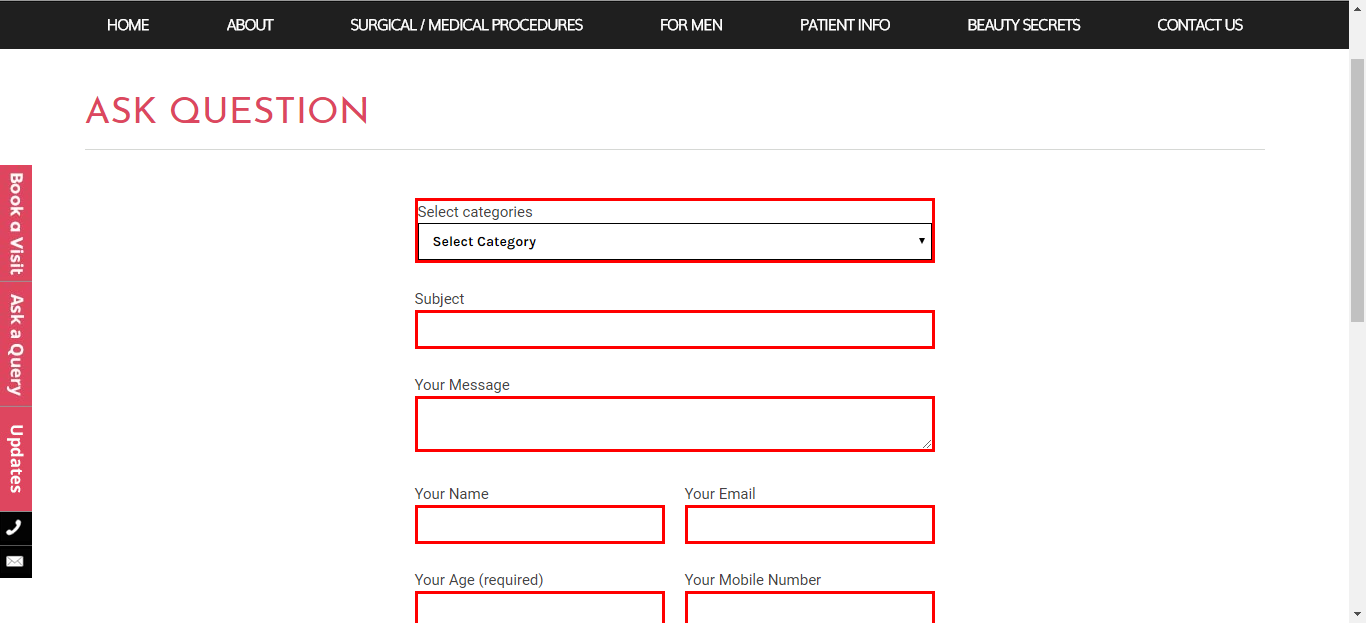 HOME ABOUT SURGICAL / MEDICAL PROCEDURES FOR MEN PATIENT INFO BEAUTY SECRETS CONTACT US
ASK QUESTION
Book a Visit
Ask a Query
Updates
Select categories
Select Category
Subject
Your Message
Your Name Your Email
Your Age (required) Your Mobile Number